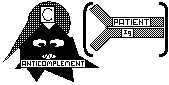 C
PATIENT
Ig
ANTICOMPLEMENT